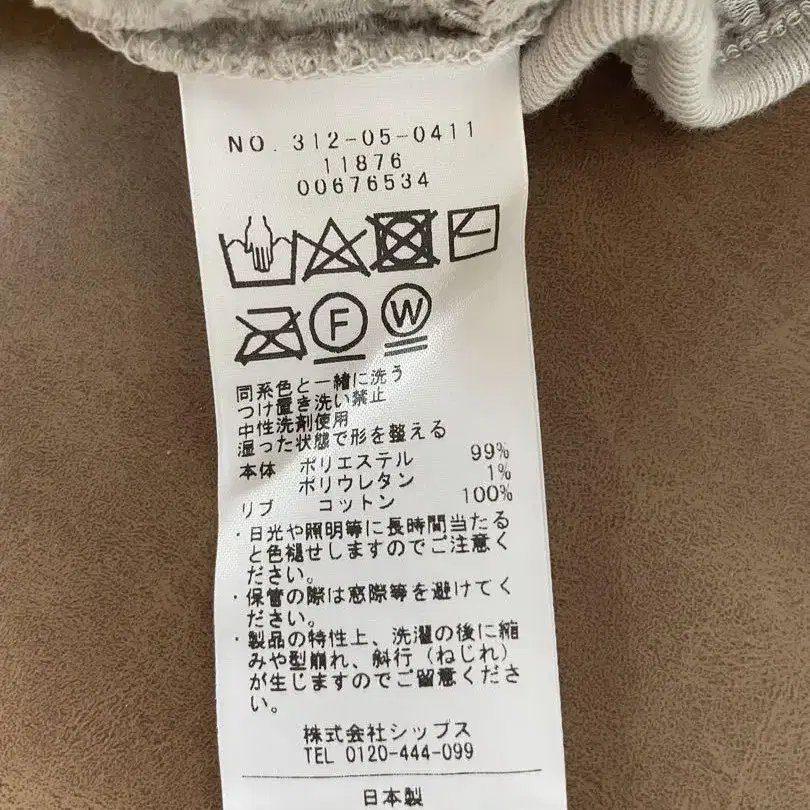 NO. 312-05-0411
11876
00676534
F
W
同系色と一緒に洗う
つけ置き洗い禁止
中性洗剤使用
湿った状態で形を整える
本体 ポリエステル 99%
ポリウレタン 1%
リブ コットン 100%
・日光や照明等に長時間当たる
と色褪せしますのでご注意く
ださい。
・保管の際は窓際等を避けてく
ださい。
・製品の特性上、洗濯の後に縮
みや型崩れ、斜行(ねじれ)
が生じますのでご留意くださ
い。
株式会社シップス
TEL 0120-444-099
日本製